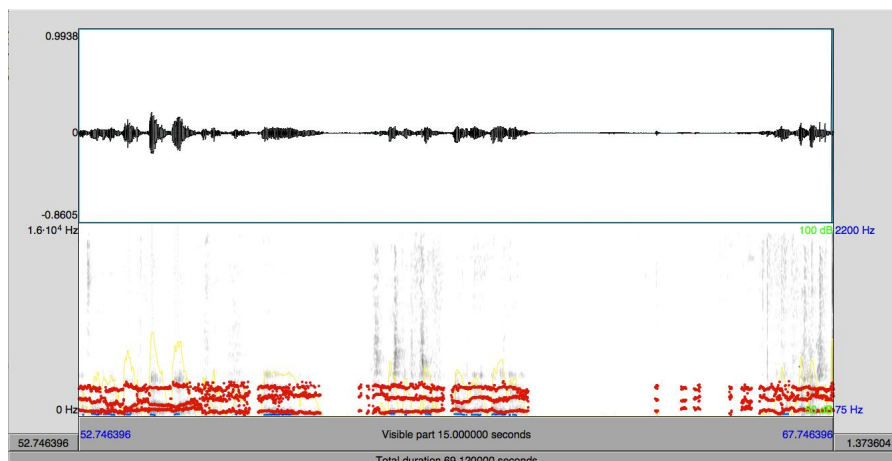 0.9938
0
-0.8605
1.6·10⁴ Hz
100 dB 2200 Hz
0 Hz
75 Hz
52.746396
52.746396
Visible part 15.000000 seconds
67.746396
1.373604
Total duration 69.120000 seconds